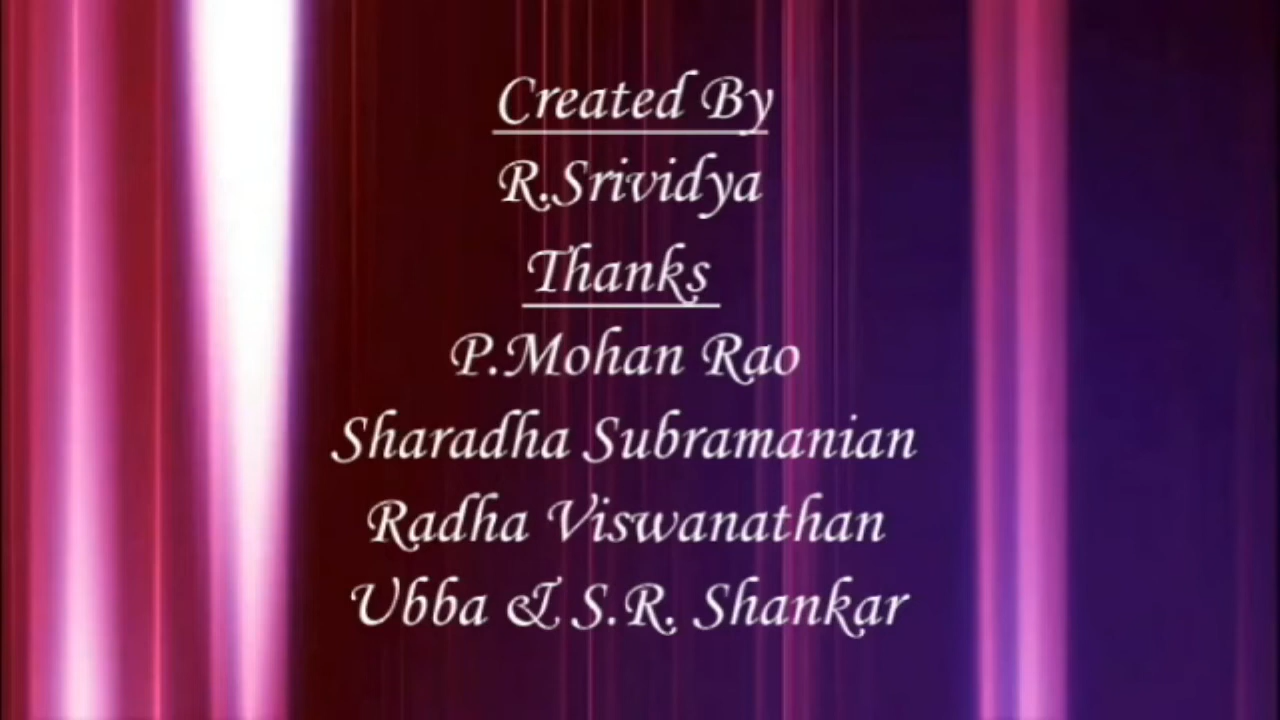 Created By
R.Srividya
Thanks
P.Mohan Rao
Sharadha Subramanian
Radha Viswanathan
Ubba & S.R. Shankar